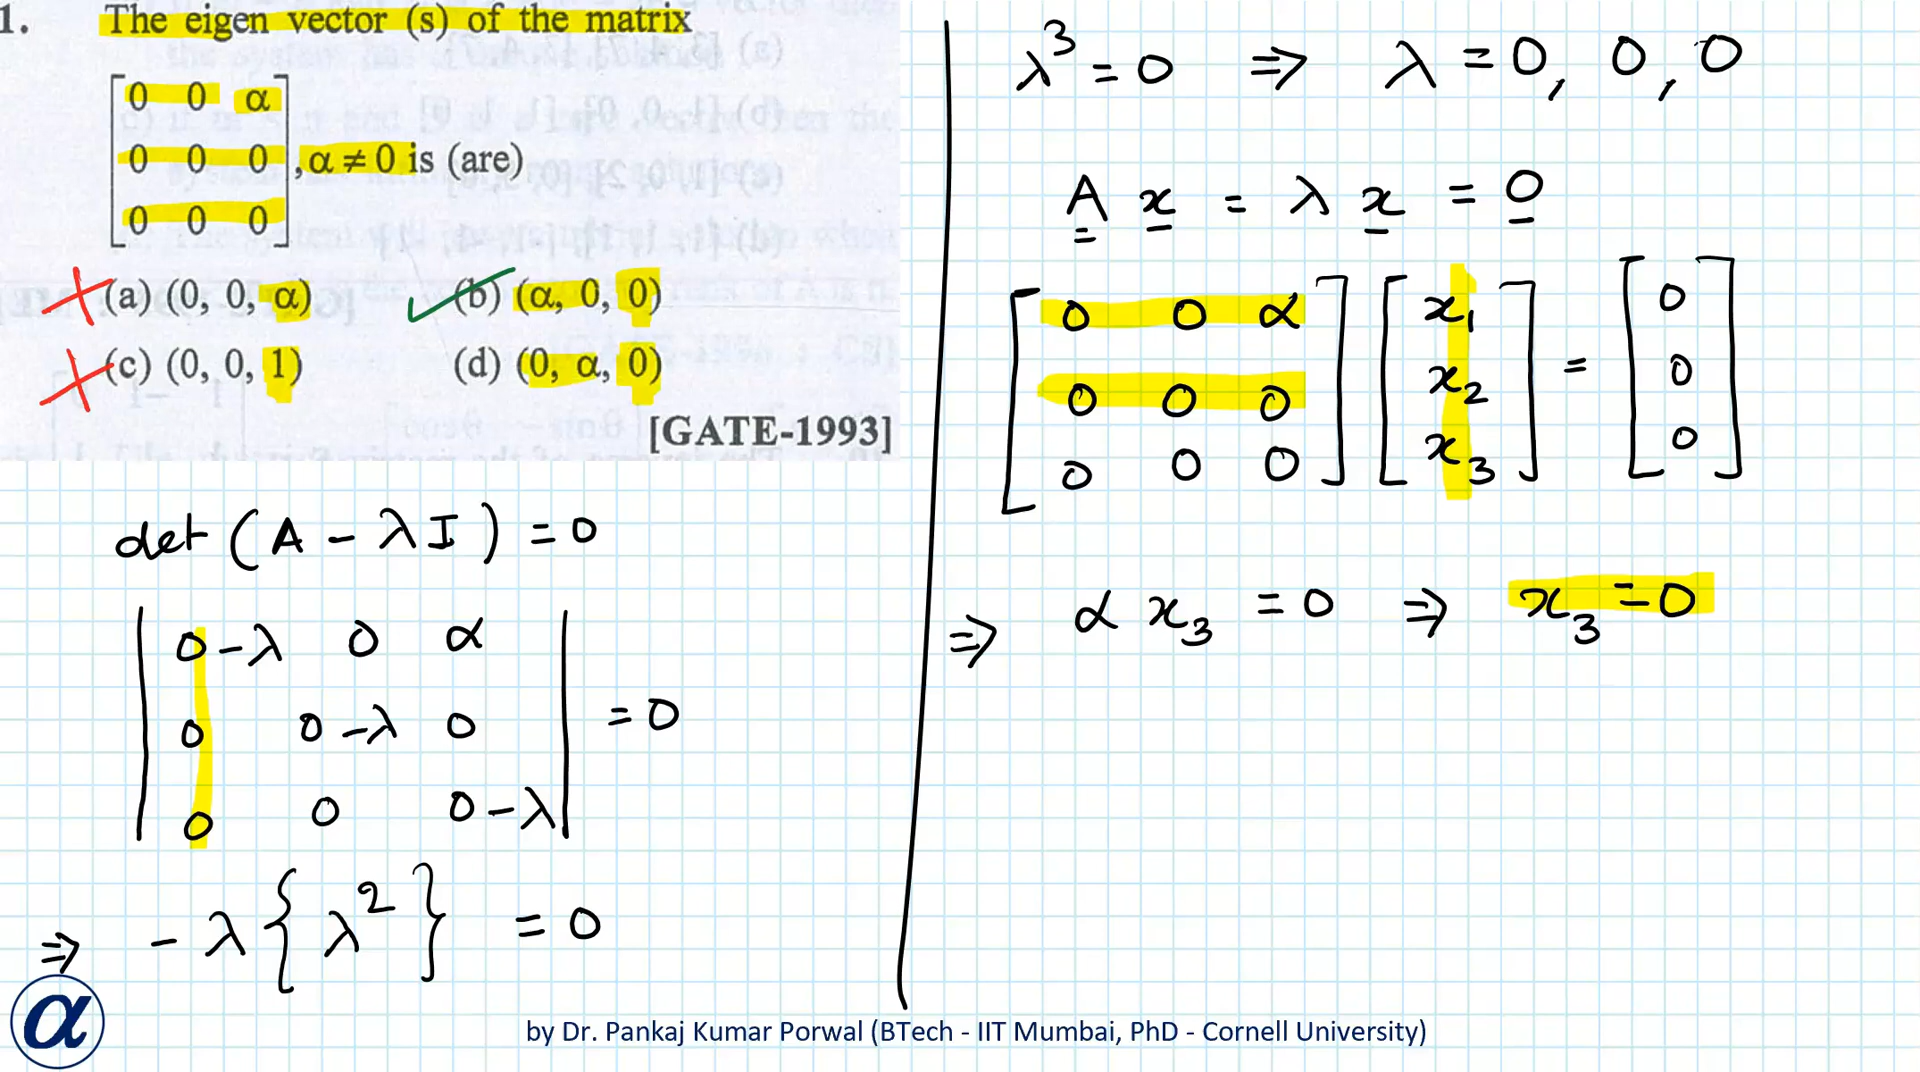 1. The eigen vector (s) of the matrix
[0 0 α]
[0 0 0] , α ≠ 0 is (are)
[0 0 0]
(a) (0, 0, α) (b) (α, 0, 0)
(c) (0, 0, 1) (d) (0, α, 0)
[GATE-1993]
det (A - λ I) = 0
| 0-λ 0 α |
| 0 0-λ 0 | = 0
| 0 0 0-λ |
⇒ - λ { λ² } = 0
λ³ = 0 ⇒ λ = 0, 0, 0
A x = λ x = 0
[0 0 α] [x₁] [0]
[0 0 0] [x₂] = [0]
[0 0 0] [x₃] [0]
⇒ α x₃ = 0 ⇒ x₃ = 0
α
by Dr. Pankaj Kumar Porwal (BTech - IIT Mumbai, PhD - Cornell University)